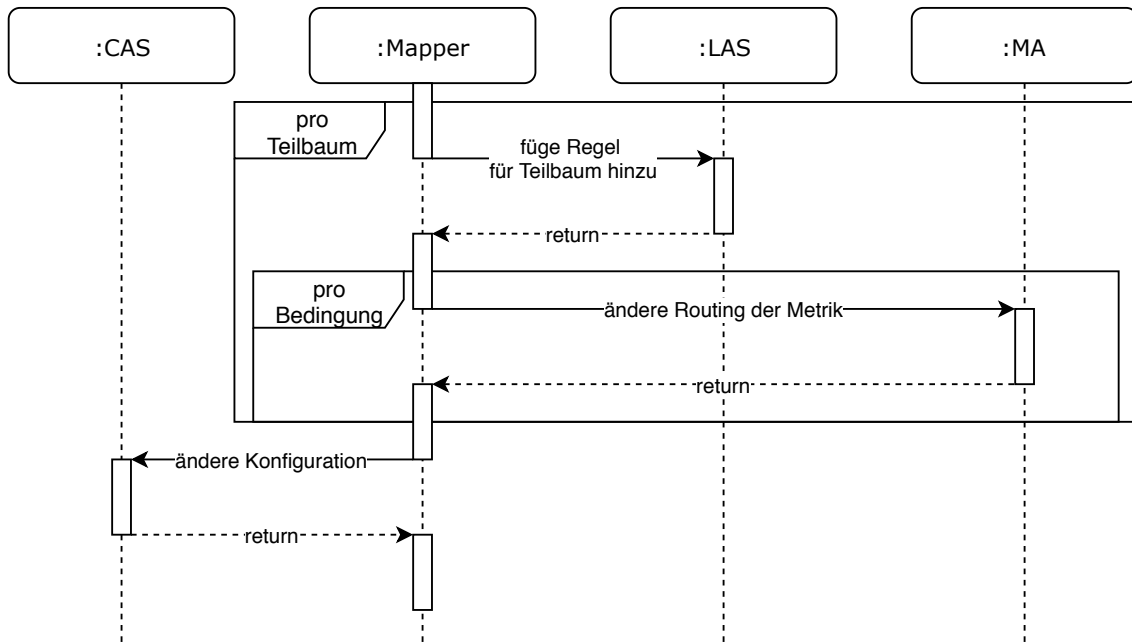 :CAS
:Mapper
:LAS
:MA
pro
Teilbaum
füge Regel
für Teilbaum hinzu
return
pro
Bedingung
ändere Routing der Metrik
return
ändere Konfiguration
return